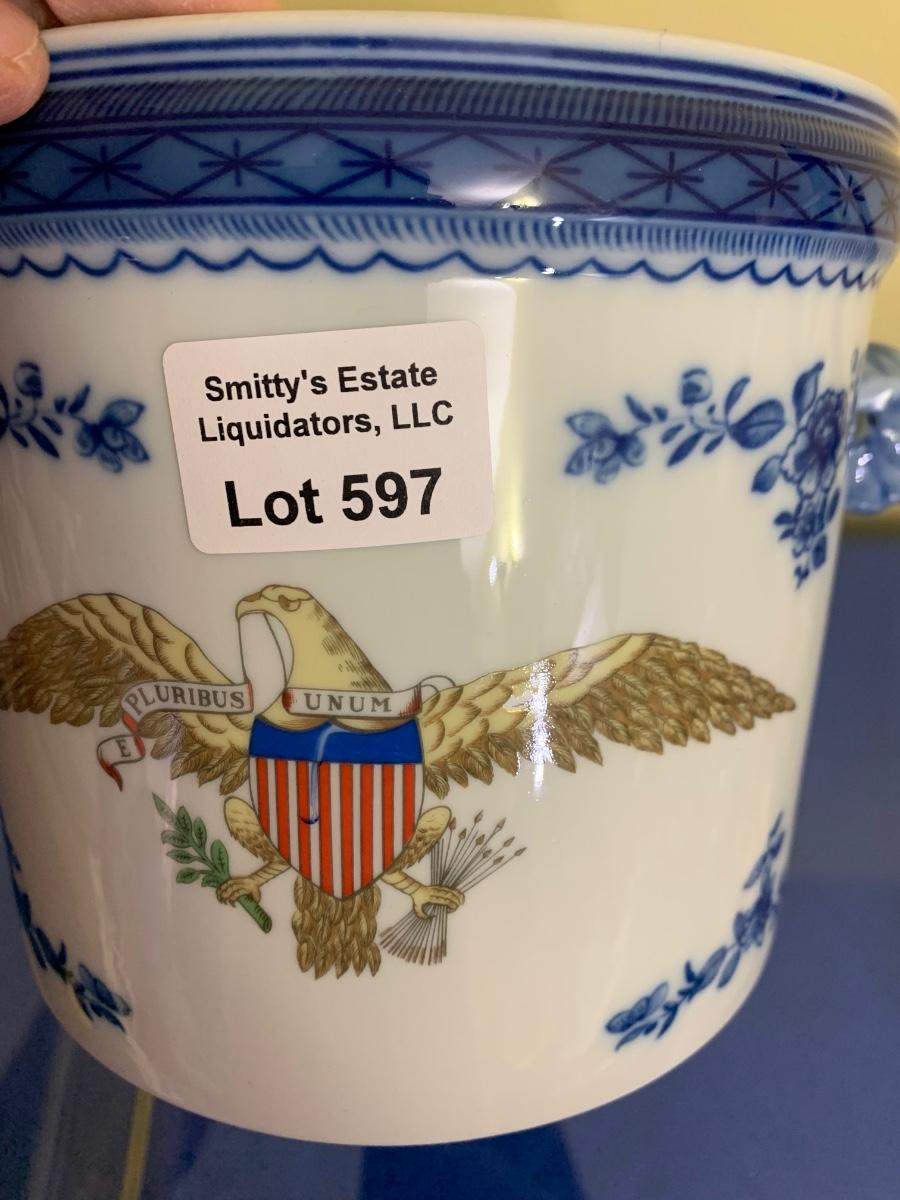 Smitty's Estate
Liquidators, LLC
Lot 597
E PLURIBUS UNUM